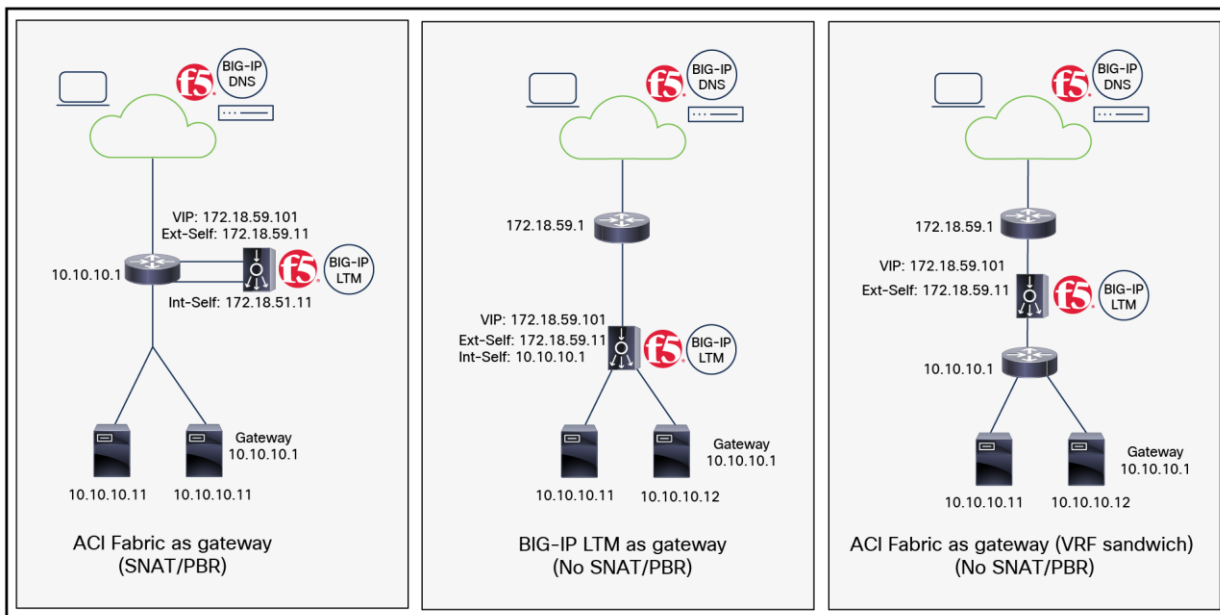 f5.
BIG-IP
DNS
VIP: 172.18.59.101
Ext-Self: 172.18.59.11
10.10.10.1
f5.
BIG-IP
LTM
Int-Self: 172.18.51.11
Gateway
10.10.10.1
10.10.10.11
10.10.10.11
ACI Fabric as gateway
(SNAT/PBR)
f5.
BIG-IP
DNS
172.18.59.1
VIP: 172.18.59.101
Ext-Self: 172.18.59.11
Int-Self: 10.10.10.1
f5.
BIG-IP
LTM
Gateway
10.10.10.1
10.10.10.11
10.10.10.12
BIG-IP LTM as gateway
(No SNAT/PBR)
f5.
BIG-IP
DNS
172.18.59.1
VIP: 172.18.59.101
Ext-Self: 172.18.59.11
f5.
BIG-IP
LTM
10.10.10.1
Gateway
10.10.10.1
10.10.10.11
10.10.10.12
ACI Fabric as gateway (VRF sandwich)
(No SNAT/PBR)